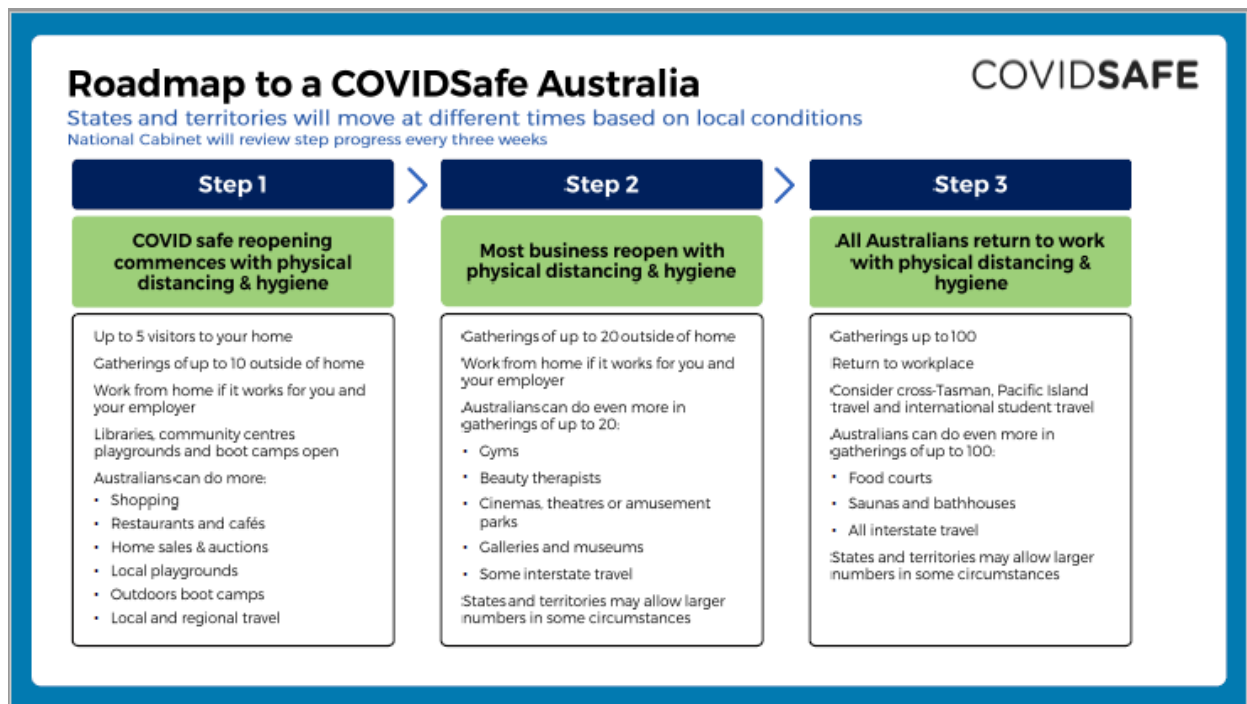 Roadmap to a COVIDSafe Australia
COVIDSAFE
States and territories will move at different times based on local conditions
National Cabinet will review step progress every three weeks
Step 1
COVID safe reopening
commences with physical
distancing & hygiene
Up to 5 visitors to your home
Gatherings of up to 10 outside of home
Work from home if it works for you and
your employer
Libraries, community centres
playgrounds and boot camps open
Australians can do more:
• Shopping
• Restaurants and cafés
• Home sales & auctions
• Local playgrounds
• Outdoors boot camps
• Local and regional travel
Step 2
Most business reopen with
physical distancing & hygiene
Gatherings of up to 20 outside of home
Work from home if it works for you and
your employer
Australians can do even more in
gatherings of up to 20:
• Gyms
• Beauty therapists
• Cinemas, theatres or amusement
parks
• Galleries and museums
• Some interstate travel
States and territories may allow larger
numbers in some circumstances
Step 3
All Australians return to work
with physical distancing &
hygiene
Gatherings up to 100
Return to workplace
Consider cross-Tasman, Pacific Island
travel and international student travel
Australians can do even more in
gatherings of up to 100:
• Food courts
• Saunas and bathhouses
• All interstate travel
States and territories may allow larger
numbers in some circumstances